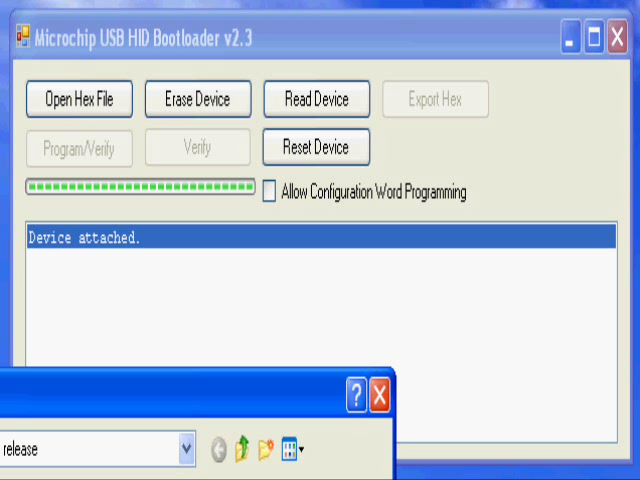 Microchip USB HID Bootloader v2.3
Open Hex File Erase Device Read Device Export Hex
Program/Verify Verify Reset Device
Allow Configuration Word Programming
Device attached.
release